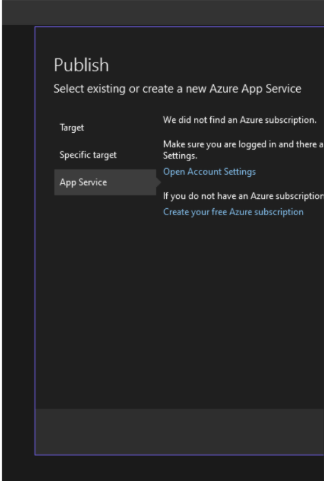 Publish
Select existing or create a new Azure App Service
Target
Specific target
App Service
We did not find an Azure subscription.
Make sure you are logged in and there a
Settings.
Open Account Settings
If you do not have an Azure subscription
Create your free Azure subscription